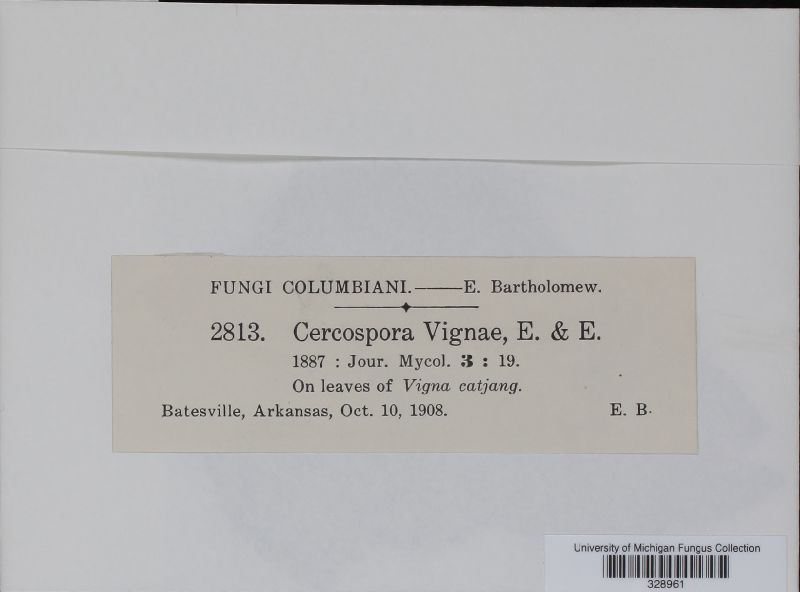 FUNGI COLUMBIANI.——E. Bartholomew.
2813. Cercospora Vignae, E. & E.
1887 : Jour. Mycol. 3 : 19.
On leaves of Vigna catjang.
Batesville, Arkansas, Oct. 10, 1908. E. B.
University of Michigan Fungus Collection
328961